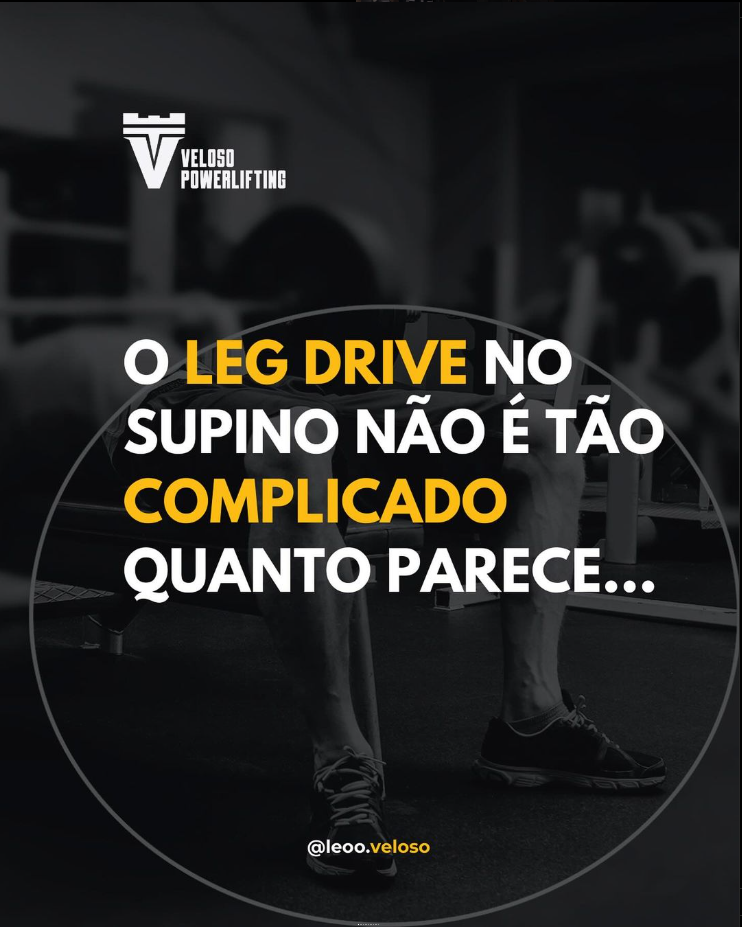 VELOSO
POWERLIFTING
O LEG DRIVE NO
SUPINO NÃO É TÃO
COMPLICADO
QUANTO PARECE...
@leoo.veloso